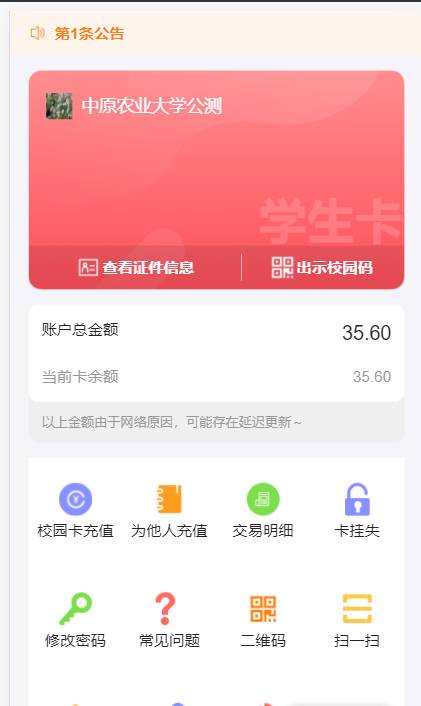 第1条公告
中原农业大学公测
学生卡
查看证件信息 出示校园码
账户总金额 35.60
当前卡余额 35.60
以上金额由于网络原因，可能存在延迟更新~
校园卡充值 为他人充值 交易明细 卡挂失
修改密码 常见问题 二维码 扫一扫